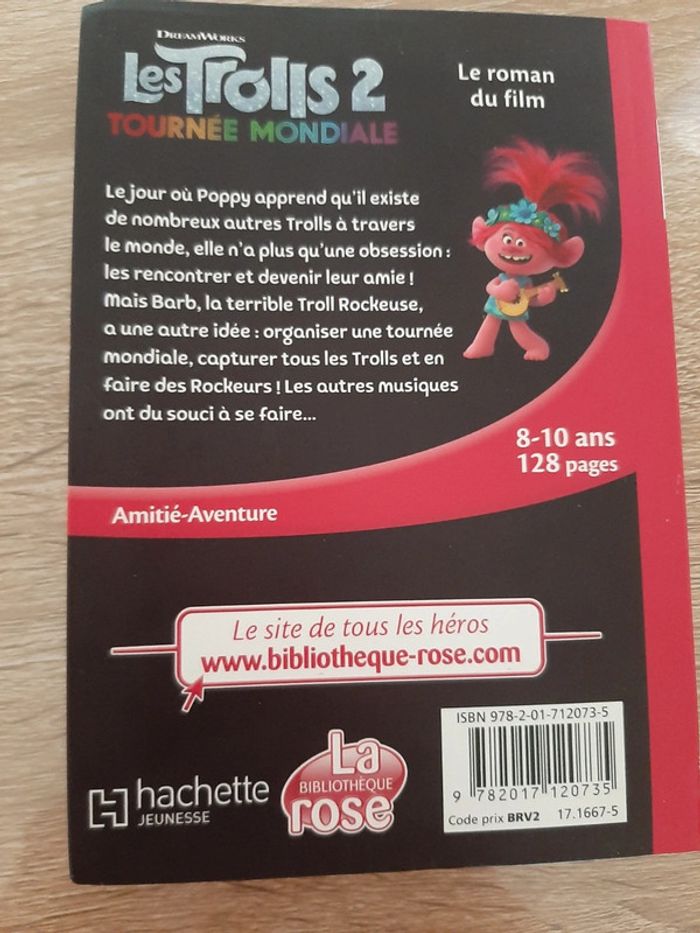 DREAMWORKS
Les Trolls 2
TOURNÉE MONDIALE
Le roman
du film
Le jour où Poppy apprend qu'il existe
de nombreux autres Trolls à travers
le monde, elle n'a plus qu'une obsession :
les rencontrer et devenir leur amie !
Mais Barb, la terrible Troll Rockeuse,
a une autre idée : organiser une tournée
mondiale, capturer tous les Trolls et en
faire des Rockeurs ! Les autres musiques
ont du souci à se faire...
8-10 ans
128 pages
Amitié-Aventure
Le site de tous les héros
www.bibliotheque-rose.com
hachette
JEUNESSE
La
BIBLIOTHÈQUE
rose
ISBN 978-2-01-712073-5
9 782017 120735
Code prix BRV2 17.1667-5